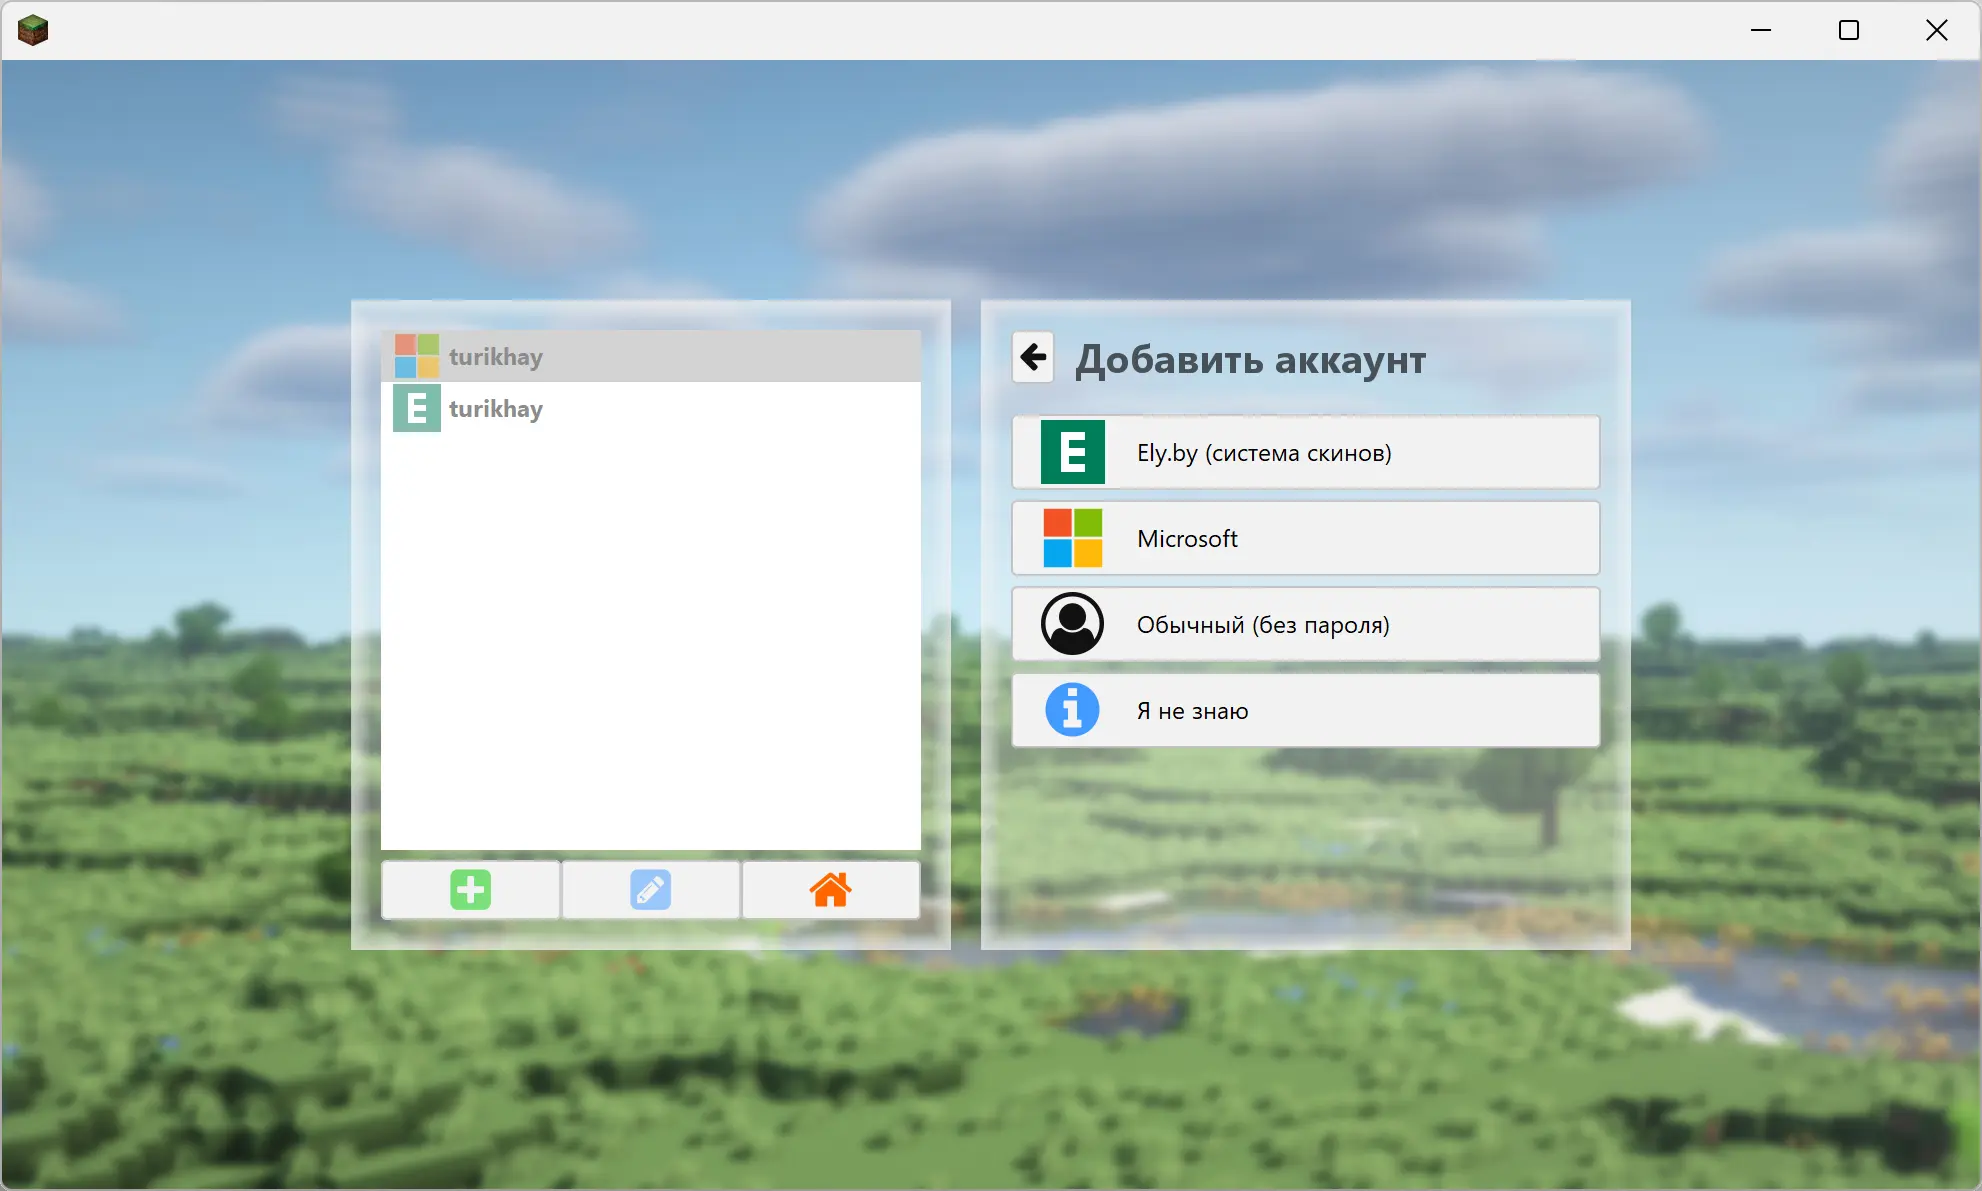 turikhay
E turikhay
Добавить аккаунт
E Ely.by (система скинов)
Microsoft
Обычный (без пароля)
Я не знаю